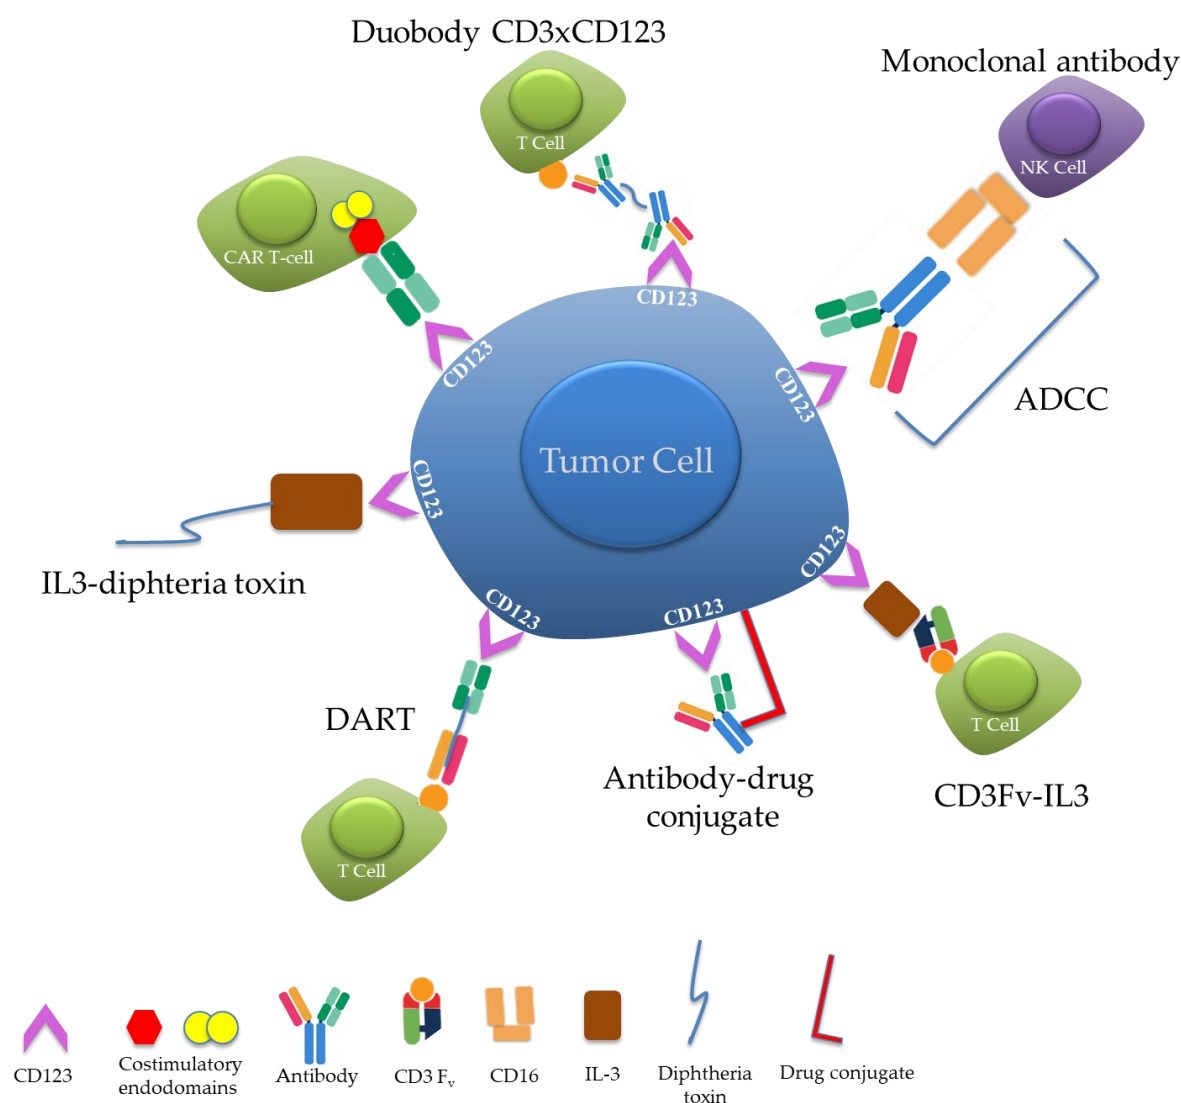 Duobody CD3xCD123
Monoclonal antibody
T Cell
NK Cell
CAR T-cell
CD123
CD123
CD123
ADCC
Tumor Cell
CD123
CD123
IL3-diphteria toxin
CD123
CD123
DART
T Cell
Antibody-drug
conjugate
CD3Fv-IL3
T Cell
CD123
Costimulatory
endodomains
Antibody
CD3 Fv
CD16
IL-3
Diphtheria
toxin
Drug conjugate